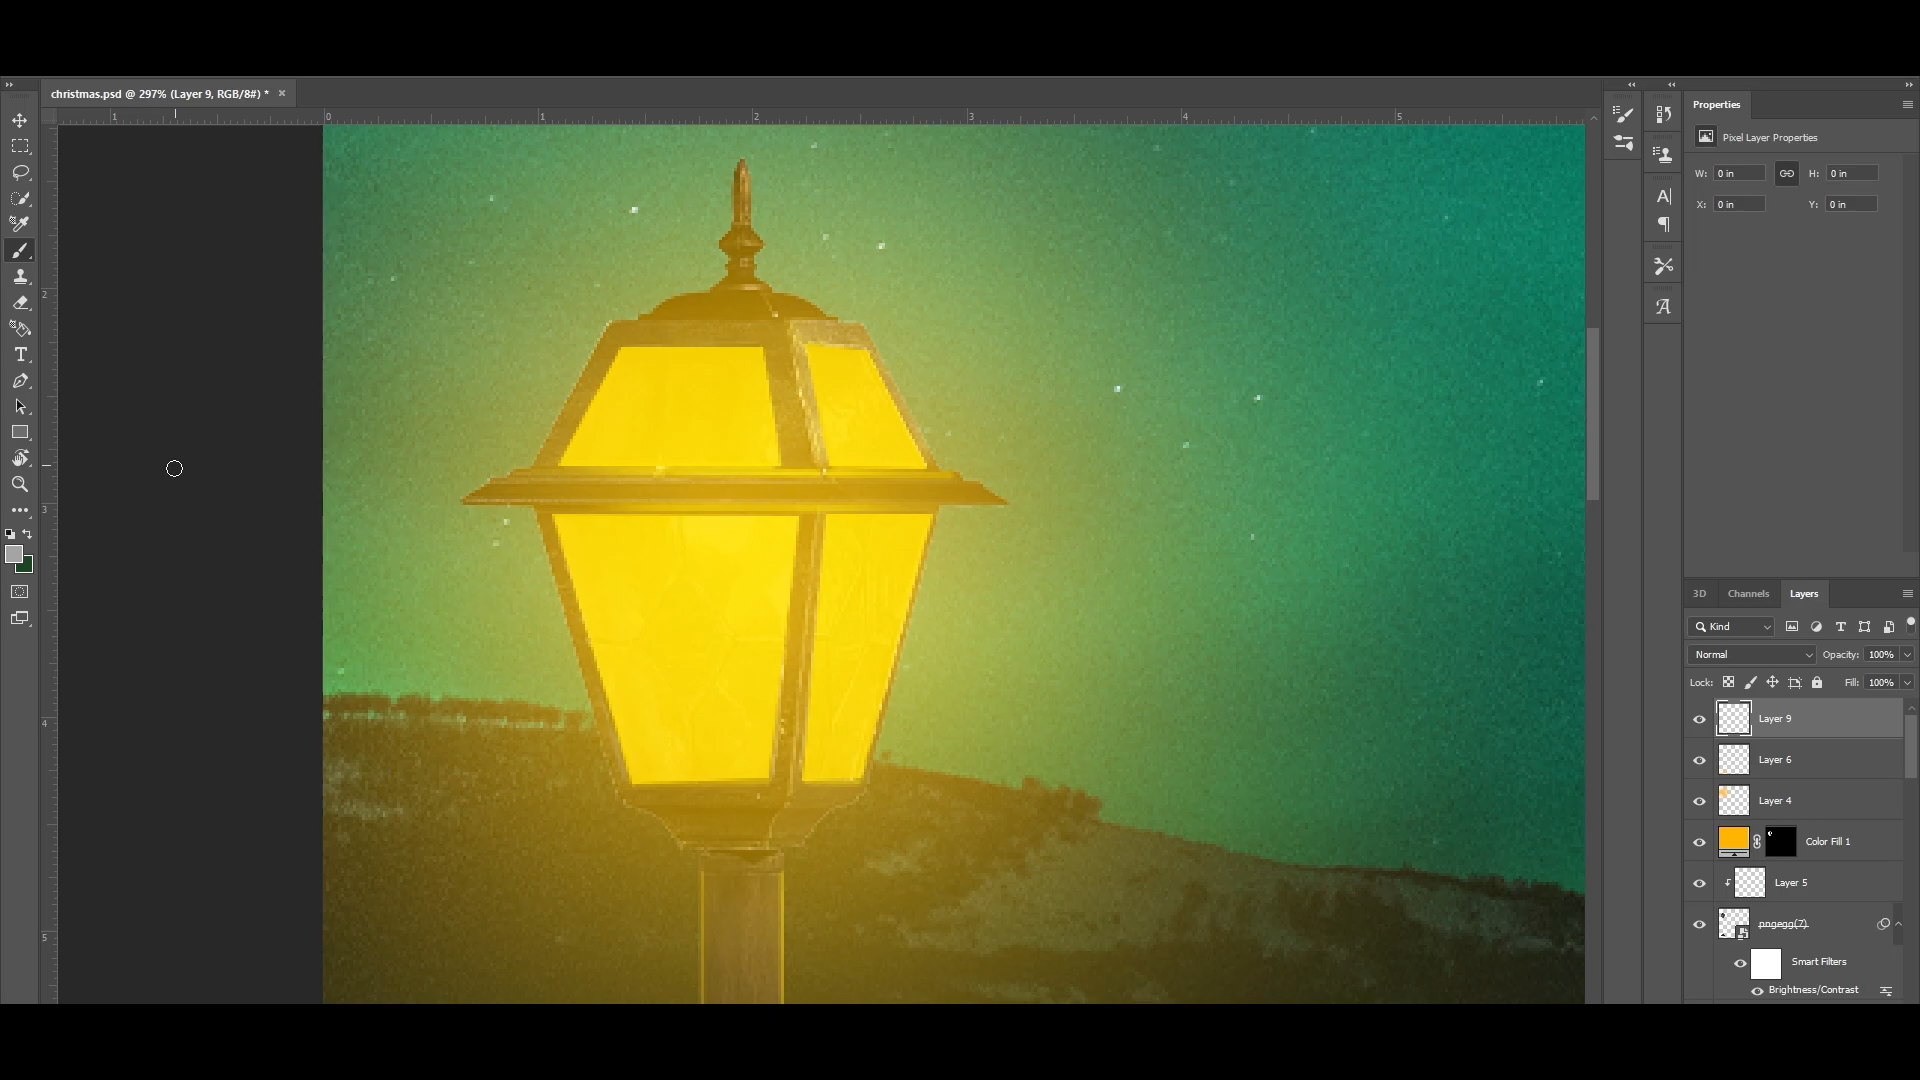 christmas.psd @ 297% (Layer 9, RGB/8#) *
1 0 1 2 3 4 5
2
3
4
5
Properties
Pixel Layer Properties
W: 0 in H: 0 in
X: 0 in Y: 0 in
3D Channels Layers
Kind
Normal Opacity: 100%
Lock: Fill: 100%
Layer 9
Layer 6
Layer 4
Color Fill 1
Layer 5
pngegg(7)
Smart Filters
Brightness/Contrast